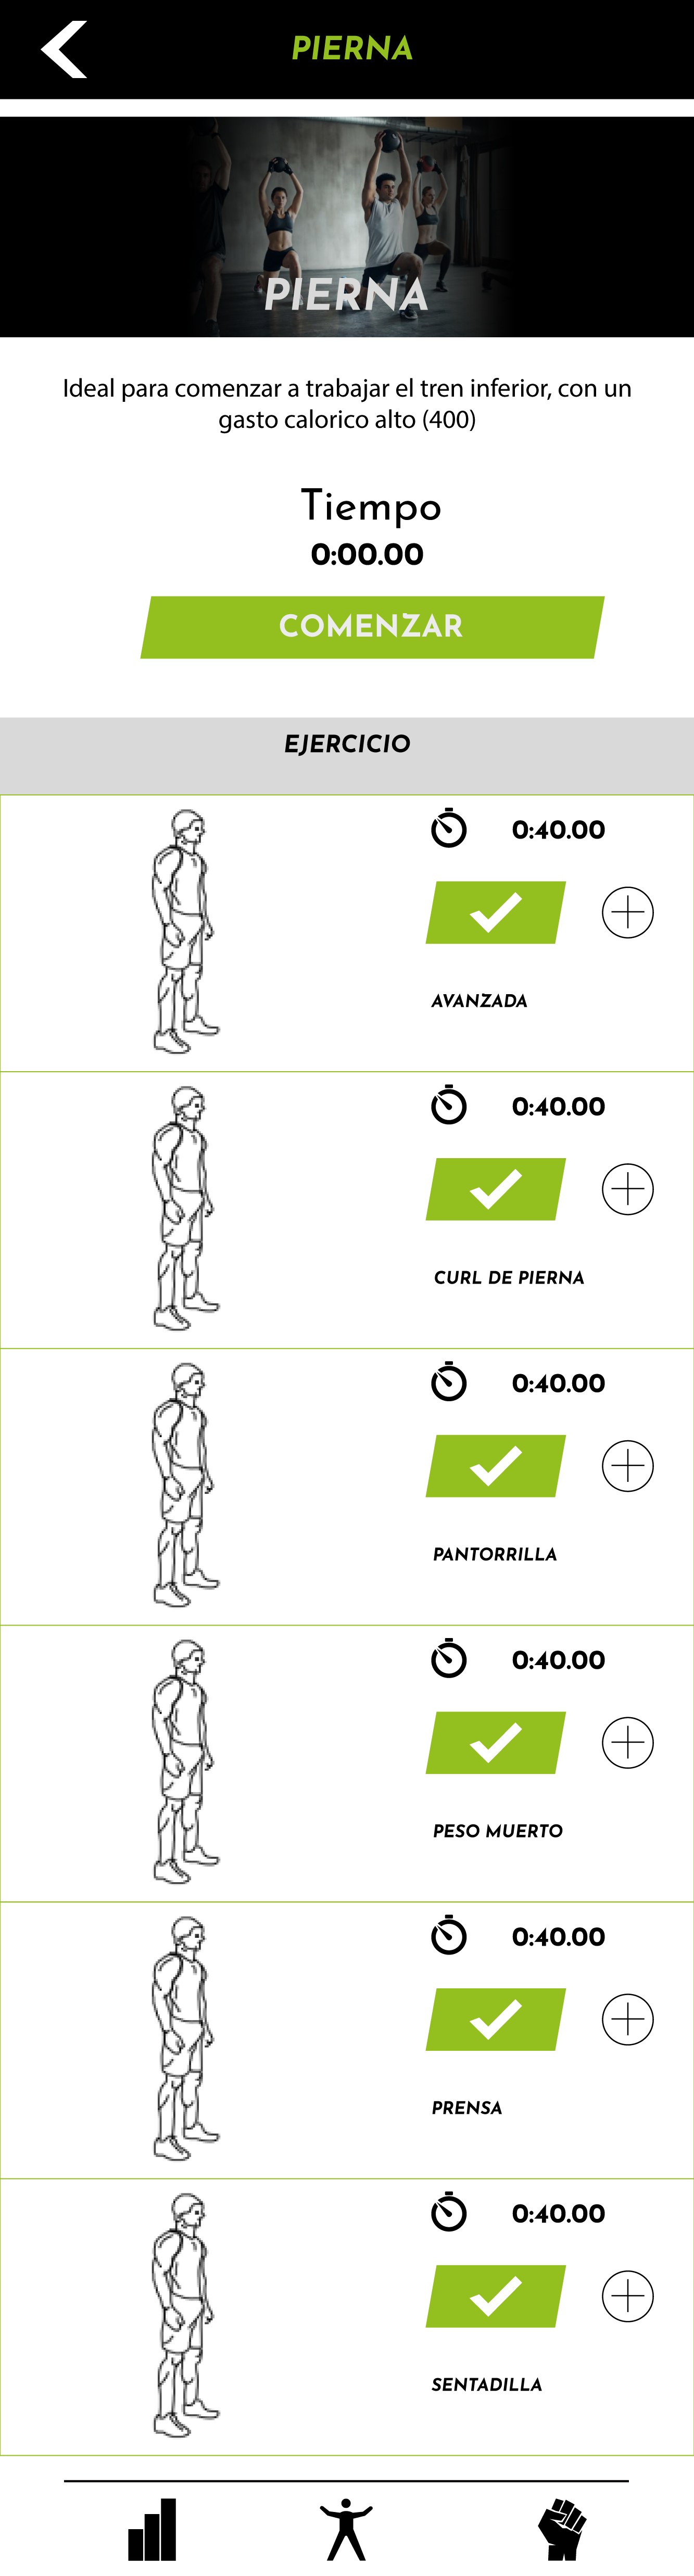 PIERNA
PIERNA
Ideal para comenzar a trabajar el tren inferior, con un
gasto calorico alto (400)
Tiempo
0:00.00
COMENZAR
EJERCICIO
0:40.00
AVANZADA
0:40.00
CURL DE PIERNA
0:40.00
PANTORRILLA
0:40.00
PESO MUERTO
0:40.00
PRENSA
0:40.00
SENTADILLA